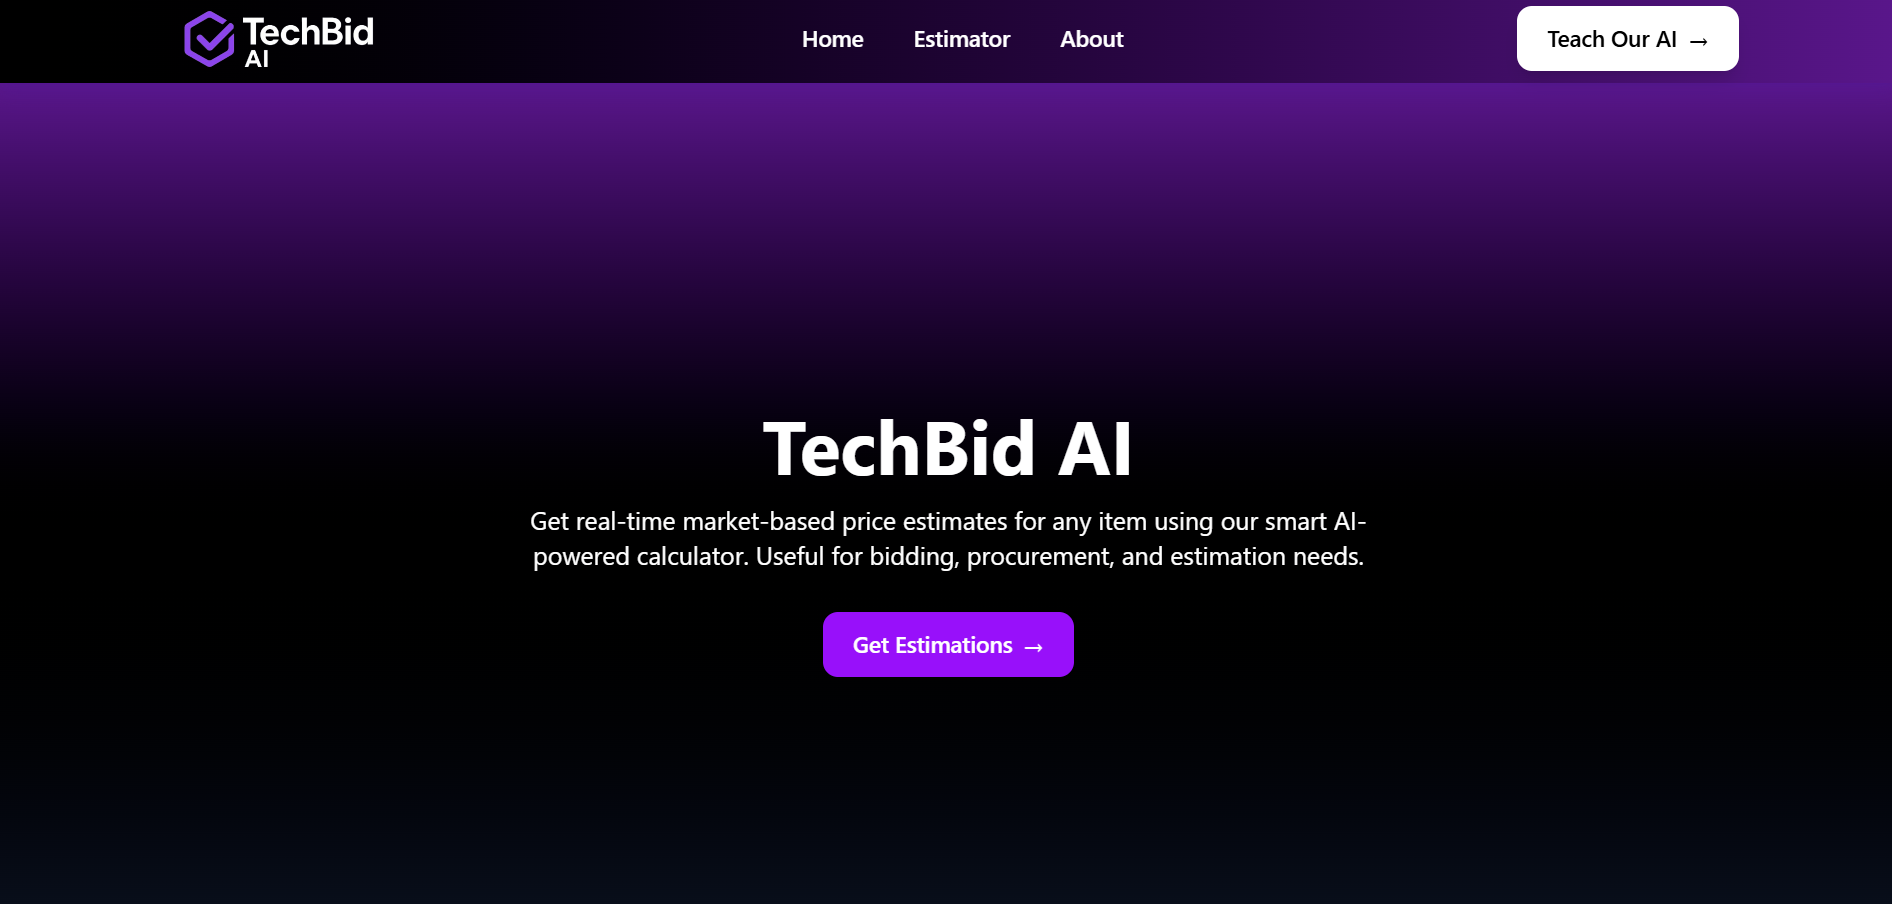 TechBid
AI
Home
Estimator
About
Teach Our AI →
TechBid AI
Get real-time market-based price estimates for any item using our smart AI-
powered calculator. Useful for bidding, procurement, and estimation needs.
Get Estimations →